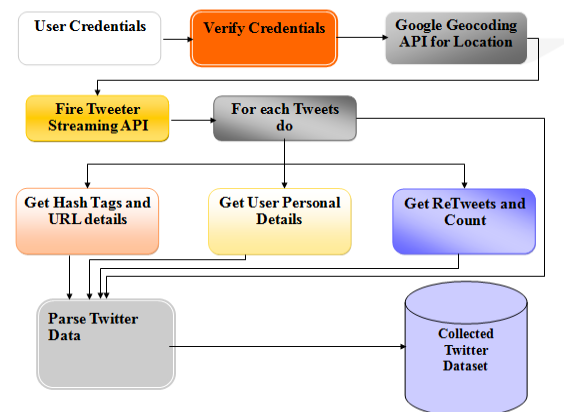 User Credentials
Verify Credentials
Google Geocoding
API for Location
Fire Tweeter
Streaming API
For each Tweets
do
Get Hash Tags and
URL details
Get User Personal
Details
Get ReTweets and
Count
Parse Twitter
Data
Collected
Twitter
Dataset